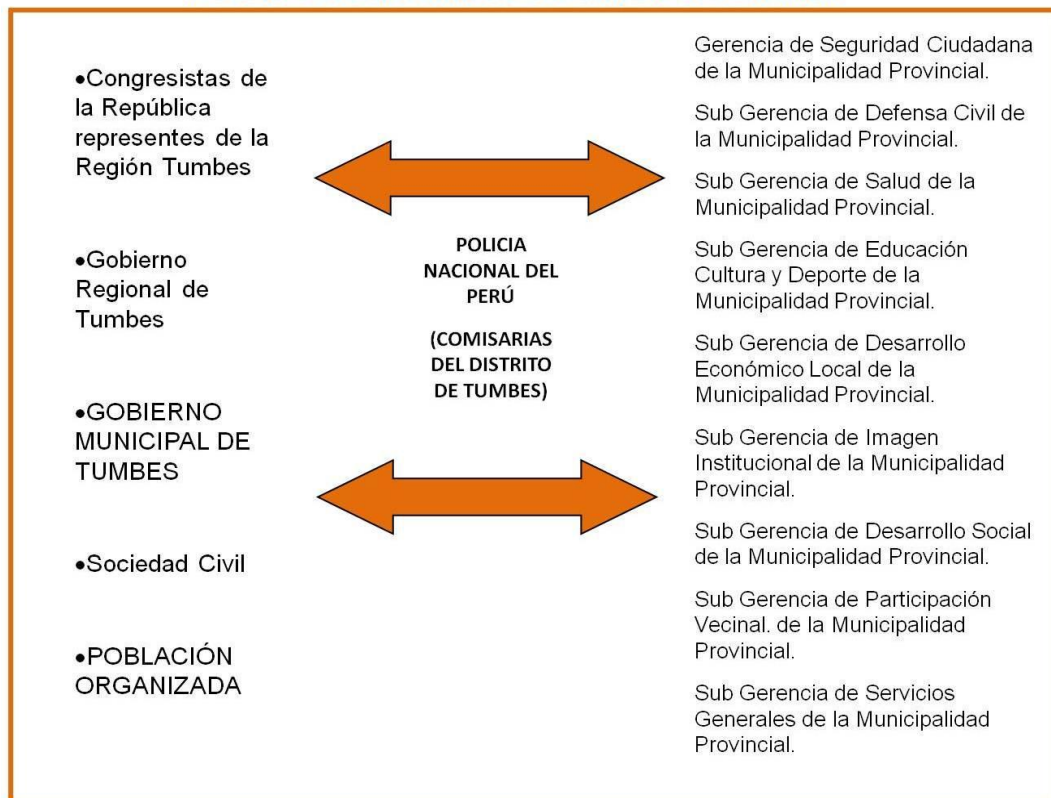 •Congresistas de
la República
representes de la
Región Tumbes
•Gobierno
Regional de
Tumbes
•GOBIERNO
MUNICIPAL DE
TUMBES
•Sociedad Civil
•POBLACIÓN
ORGANIZADA
POLICIA
NACIONAL DEL
PERÚ
(COMISARIAS
DEL DISTRITO
DE TUMBES)
Gerencia de Seguridad Ciudadana
de la Municipalidad Provincial.
Sub Gerencia de Defensa Civil de
la Municipalidad Provincial.
Sub Gerencia de Salud de la
Municipalidad Provincial.
Sub Gerencia de Educación
Cultura y Deporte de la
Municipalidad Provincial.
Sub Gerencia de Desarrollo
Económico Local de la
Municipalidad Provincial.
Sub Gerencia de Imagen
Institucional de la Municipalidad
Provincial.
Sub Gerencia de Desarrollo Social
de la Municipalidad Provincial.
Sub Gerencia de Participación
Vecinal. de la Municipalidad
Provincial.
Sub Gerencia de Servicios
Generales de la Municipalidad
Provincial.